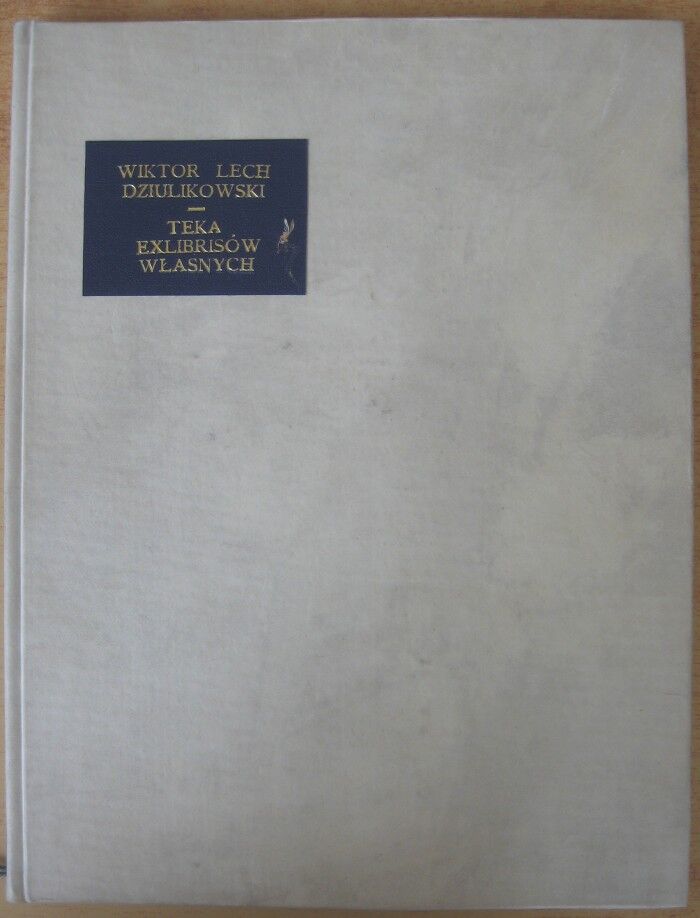 WIKTOR LECH
DZIULIKOWSKI
TEKA
EXLIBRISÓW
WŁASNYCH